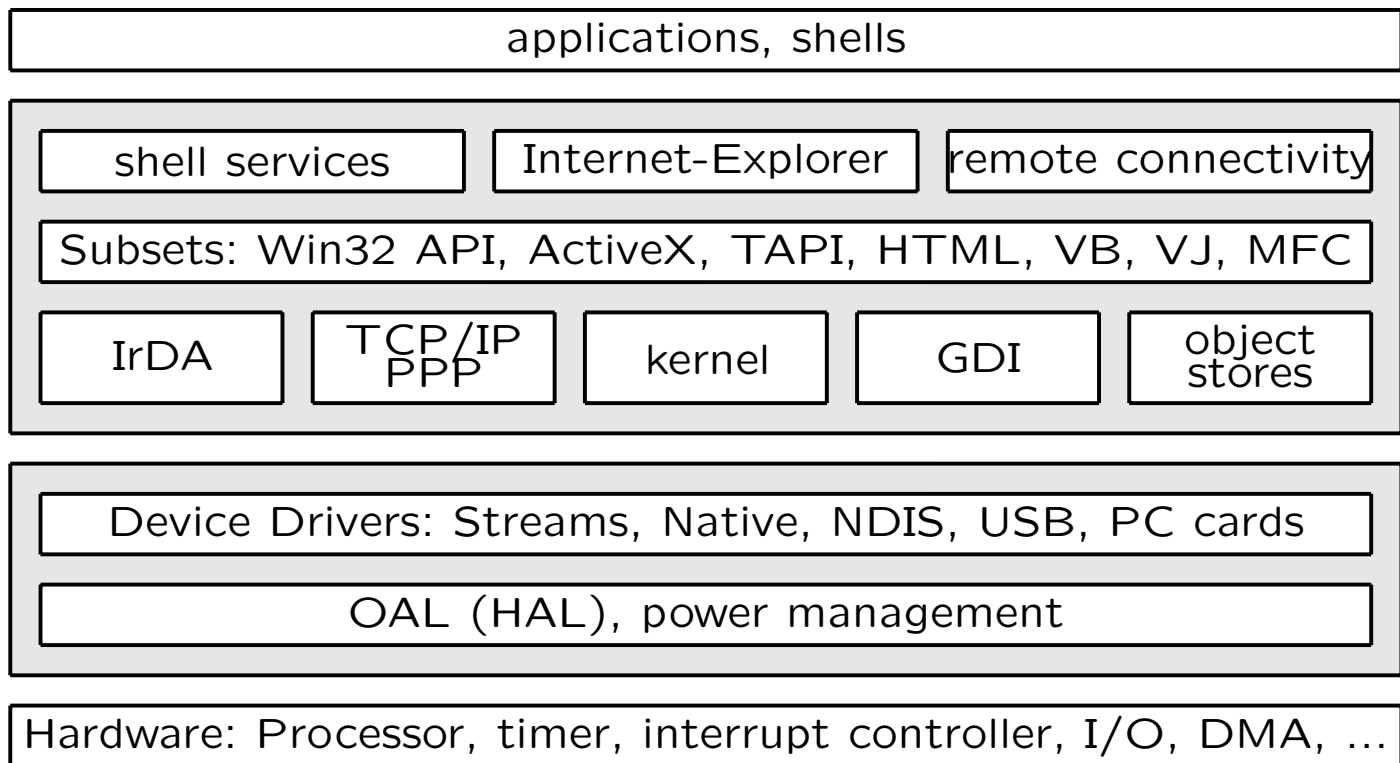 applications, shells
shell services
Internet-Explorer
remote connectivity
Subsets: Win32 API, ActiveX, TAPI, HTML, VB, VJ, MFC
IrDA
TCP/IP
PPP
kernel
GDI
object
stores
Device Drivers: Streams, Native, NDIS, USB, PC cards
OAL (HAL), power management
Hardware: Processor, timer, interrupt controller, I/O, DMA, ...